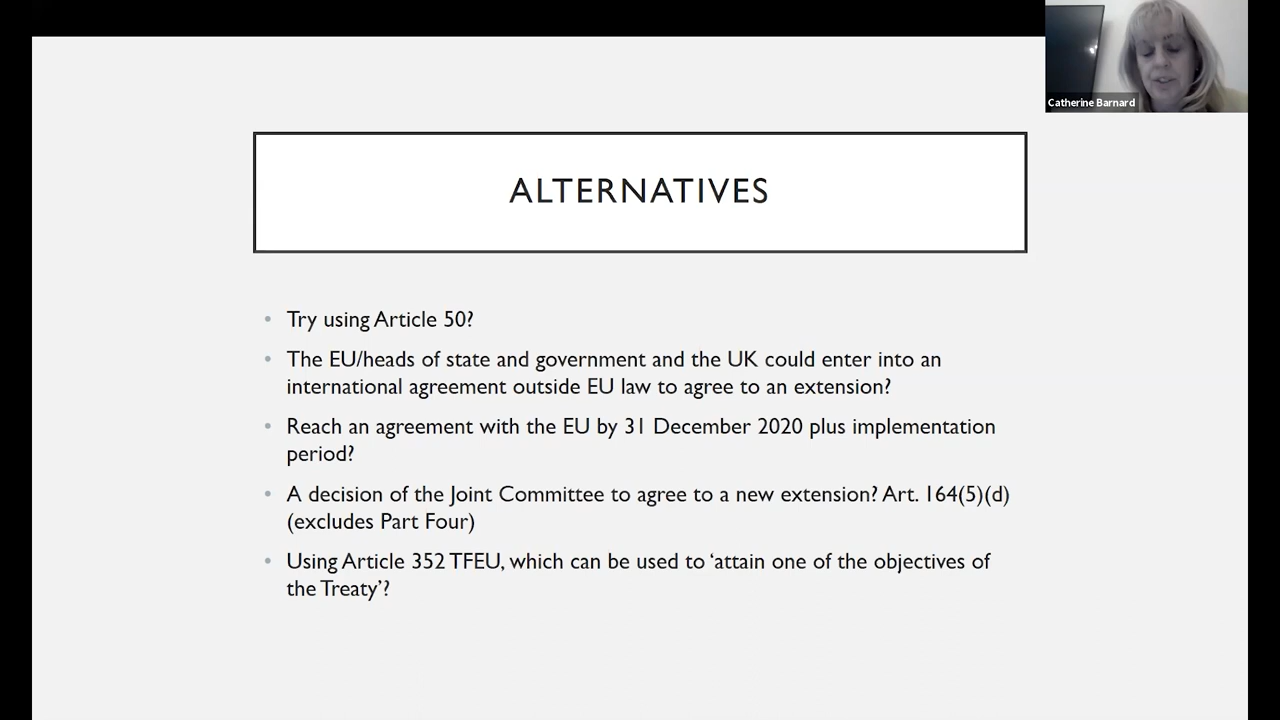 Catherine Barnard
ALTERNATIVES
• Try using Article 50?
• The EU/heads of state and government and the UK could enter into an
international agreement outside EU law to agree to an extension?
• Reach an agreement with the EU by 31 December 2020 plus implementation
period?
• A decision of the Joint Committee to agree to a new extension? Art. 164(5)(d)
(excludes Part Four)
• Using Article 352 TFEU, which can be used to ‘attain one of the objectives of
the Treaty’?